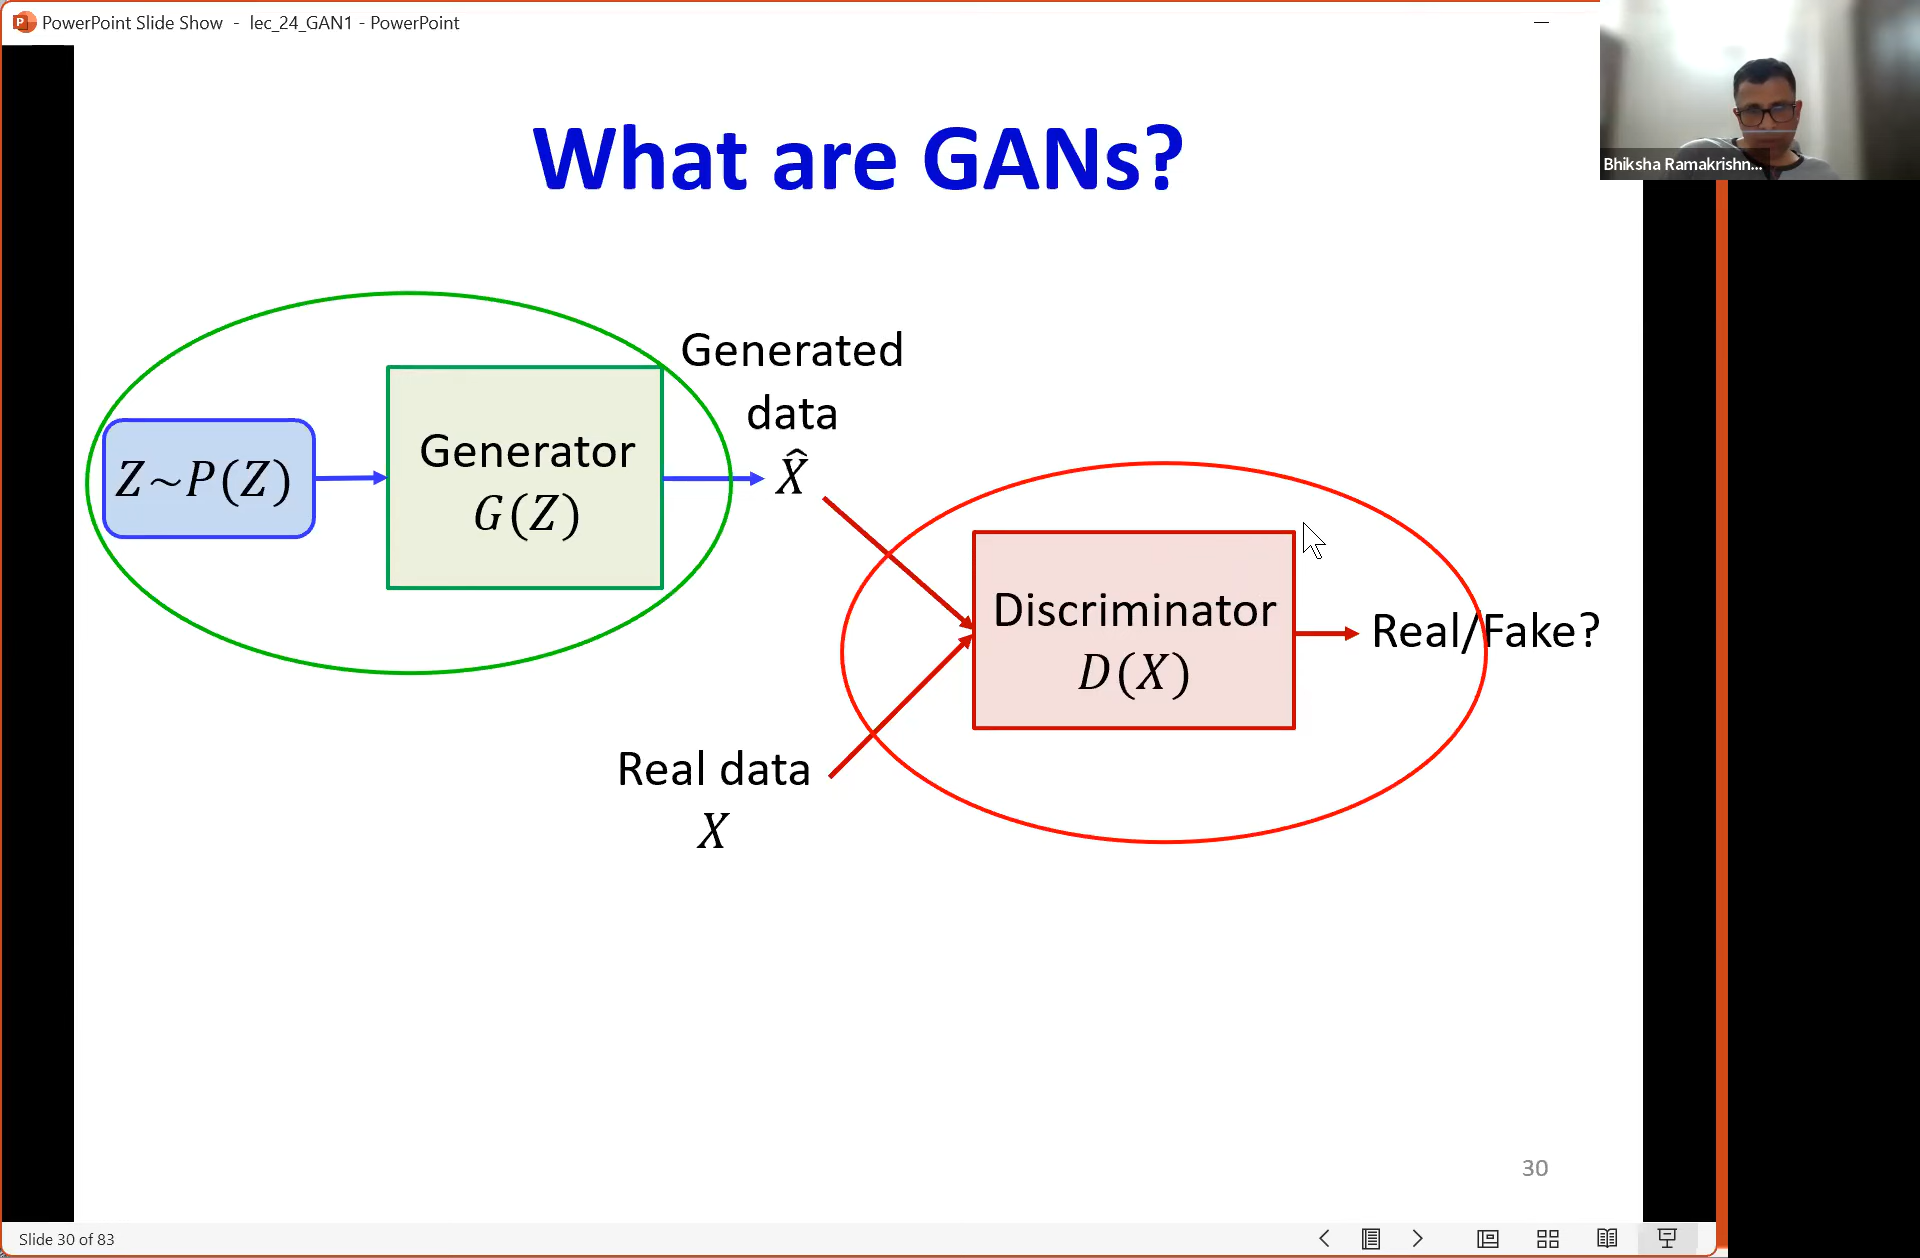 PowerPoint Slide Show - lec_24_GAN1 - PowerPoint
Bhiksha Ramakrishn...
What are GANs?
Generated
data
X̂
Z~P(Z)
Generator
G(Z)
Discriminator
D(X)
Real/Fake?
Real data
X
30
Slide 30 of 83